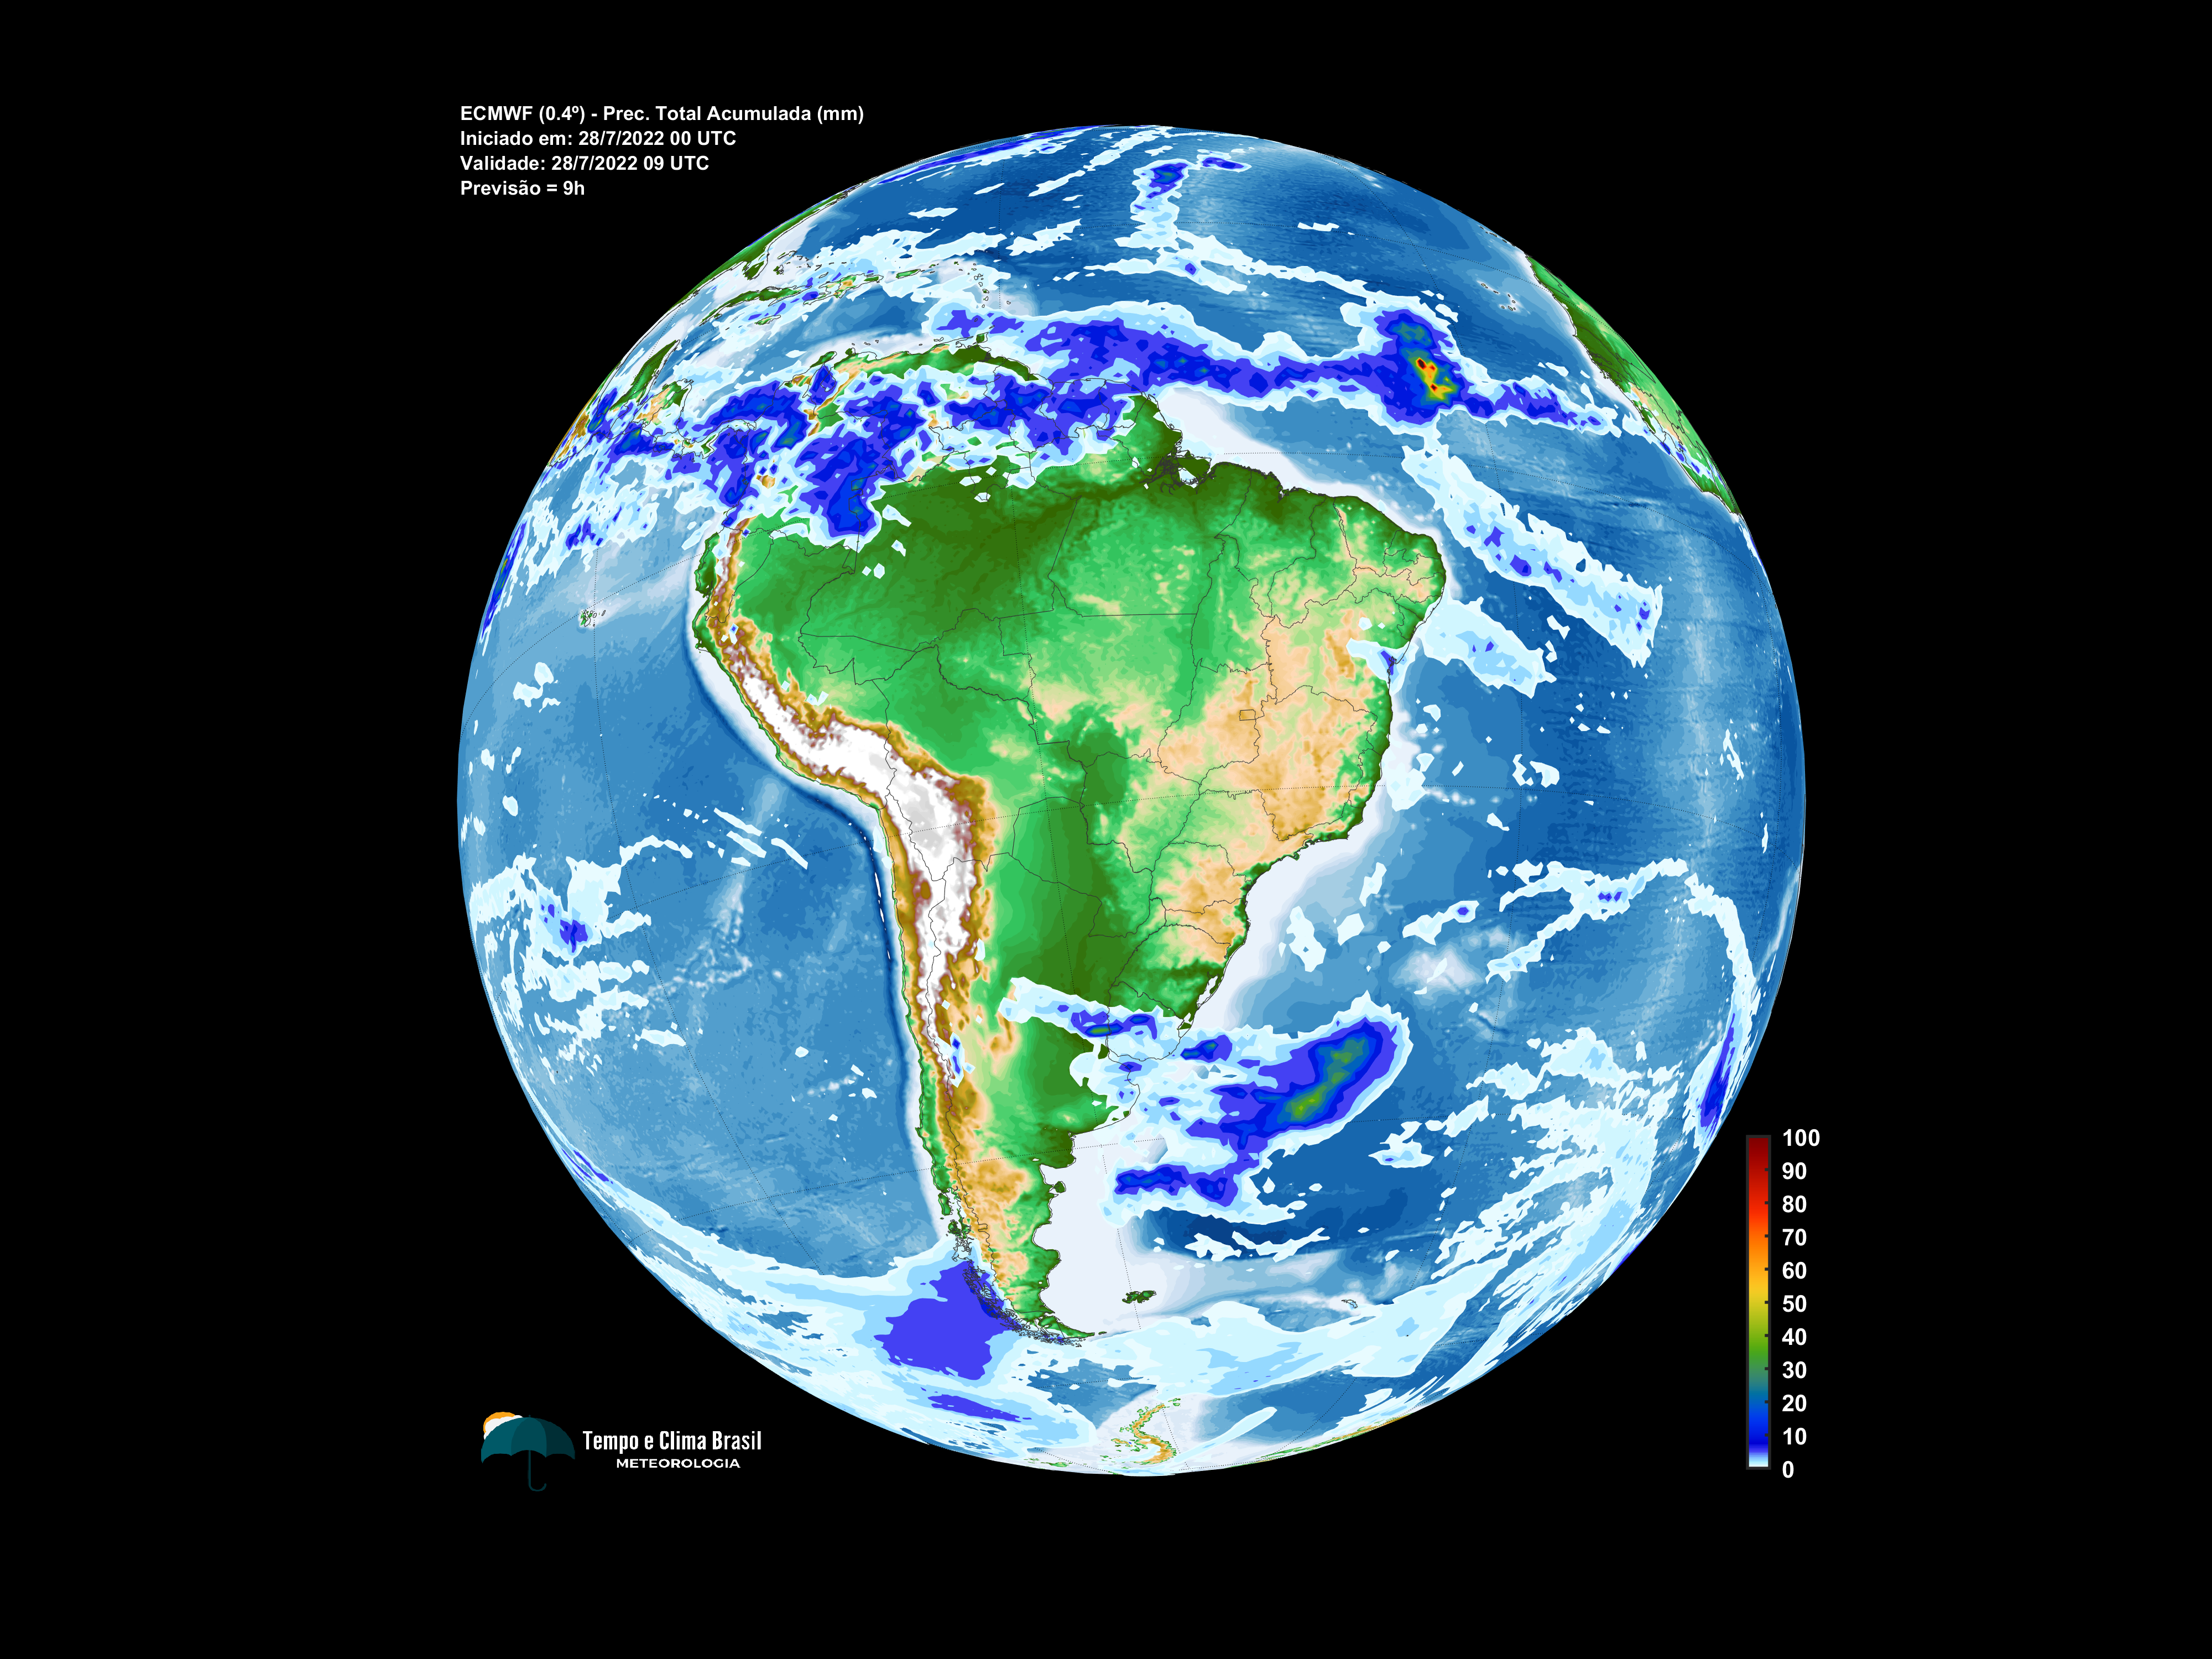 ECMWF (0.4º) - Prec. Total Acumulada (mm)
Iniciado em: 28/7/2022 00 UTC
Validade: 28/7/2022 09 UTC
Previsão = 9h
100
90
80
70
60
50
40
30
20
10
0
Tempo e Clima Brasil
METEOROLOGIA